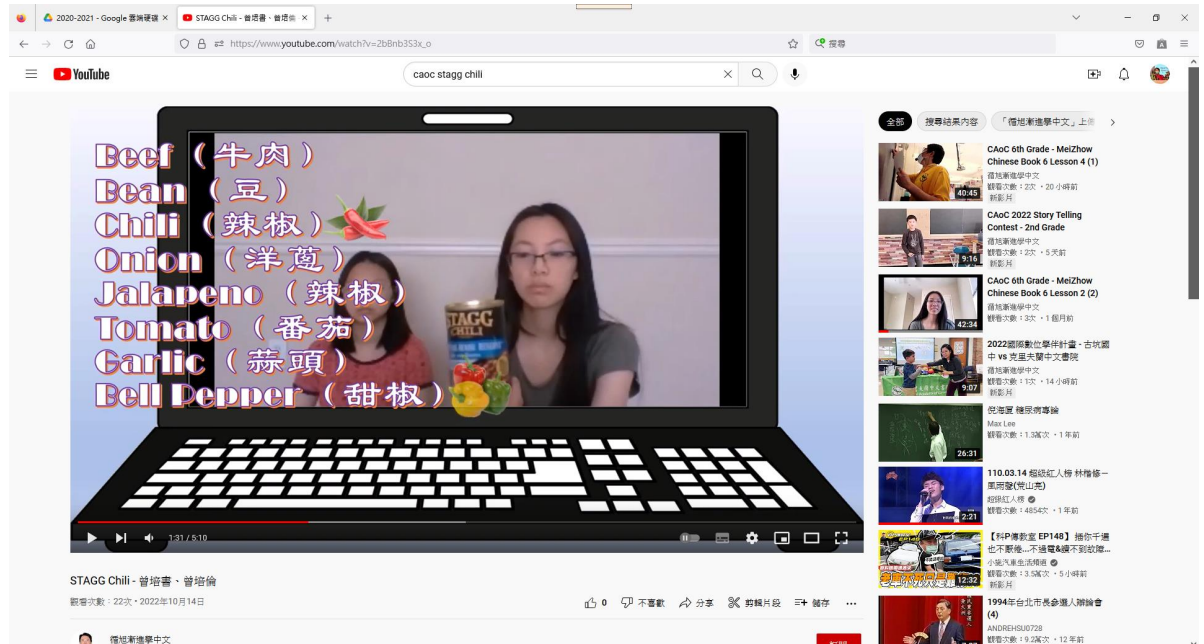 2020-2021 - Google 雲端硬碟
STAGG Chili - 曾培書、曾培倫
https://www.youtube.com/watch?v=2bBnb3S3x_o
搜尋
YouTube
caoc stagg chili
Beef (牛肉)
Bean (豆)
Chili (辣椒)
Onion (洋蔥)
Jalapeno (辣椒)
Tomato (番茄)
Garlic (蒜頭)
Bell Pepper (甜椒)
STAGG
CHILI
1:31 / 5:10
STAGG Chili - 曾培書、曾培倫
觀看次數：22次・2022年10月14日
0
不喜歡
分享
剪輯片段
儲存
蓿旭漸進學中文
訂閱
全部
搜尋結果內容
「蓿旭漸進學中文」上傳
40:45
CAoC 6th Grade - MeiZhow
Chinese Book 6 Lesson 4 (1)
蓿旭漸進學中文
觀看次數：2次・20 小時前
新影片
9:16
CAoC 2022 Story Telling
Contest - 2nd Grade
蓿旭漸進學中文
觀看次數：2次・5 天前
新影片
42:34
CAoC 6th Grade - MeiZhow
Chinese Book 6 Lesson 2 (2)
蓿旭漸進學中文
觀看次數：3次・1 個月前
9:07
2022國際數位學伴計畫 - 古坑國
中 vs 克里夫蘭中文書院
蓿旭漸進學中文
觀看次數：1次・14 小時前
新影片
26:31
倪海厦 糖尿病專論
Max Lee
觀看次數：1.3萬次・1 年前
2:21
110.03.14 超級紅人榜 林楷修－
風雨聲(荒山亮)
超級紅人榜
觀看次數：4854次・1 年前
12:32
【科P傳教室 EP148】捅你千遍
也不厭倦...不過電&讀不到故障...
小施汽車生活頻道
觀看次數：3.5萬次・5 小時前
新影片
1994年台北市長參選人辯論會
(4)
ANDREHSU0728
觀看次數：9.2萬次・12 年前